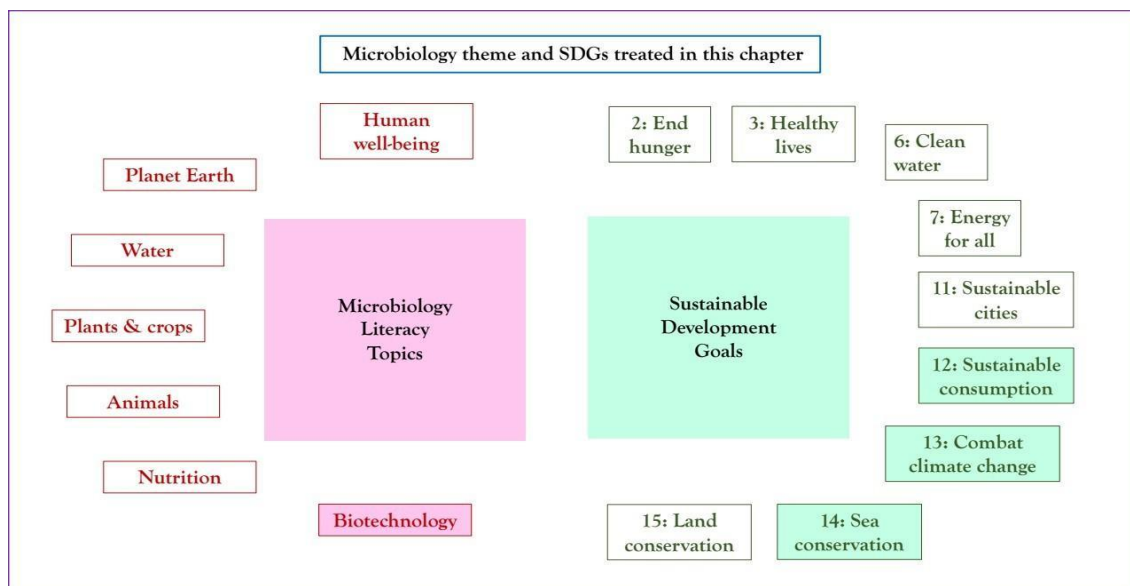 Microbiology theme and SDGs treated in this chapter
Human
well-being
Planet Earth
Water
Plants & crops
Animals
Nutrition
Biotechnology
Microbiology
Literacy
Topics
Sustainable
Development
Goals
2: End
hunger
3: Healthy
lives
6: Clean
water
7: Energy
for all
11: Sustainable
cities
12: Sustainable
consumption
13: Combat
climate change
14: Sea
conservation
15: Land
conservation